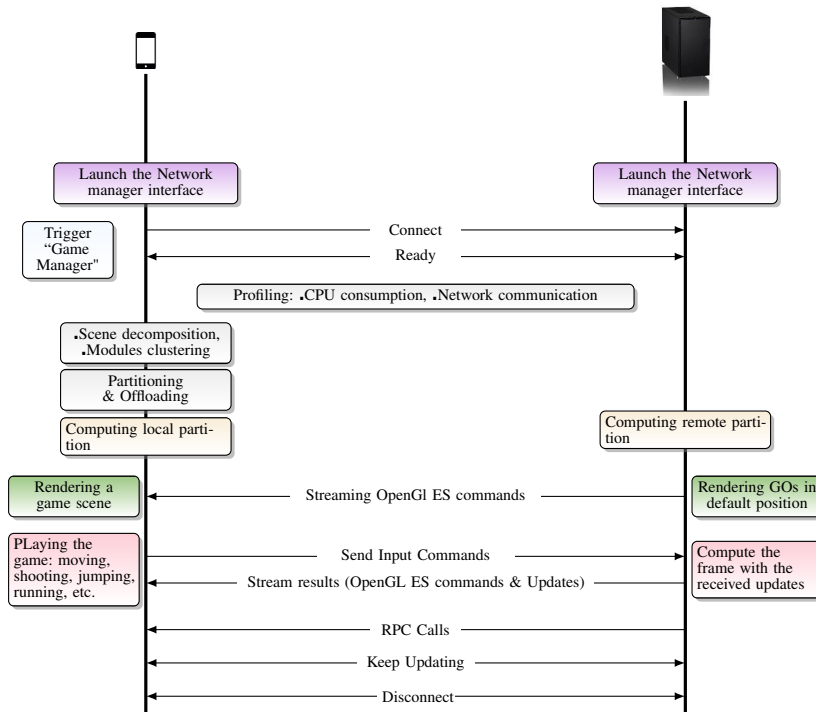 Launch the Network
manager interface
Launch the Network
manager interface
Trigger
“Game
Manager"
Connect
Ready
Profiling: .CPU consumption, .Network communication
.Scene decomposition,
.Modules clustering
Partitioning
& Offloading
Computing local parti-
tion
Computing remote parti-
tion
Rendering a
game scene
Streaming OpenGl ES commands
Rendering GOs in
default position
PLaying the
game: moving,
shooting, jumping,
running, etc.
Send Input Commands
Stream results (OpenGL ES commands & Updates)
Compute the
frame with the
received updates
RPC Calls
Keep Updating
Disconnect